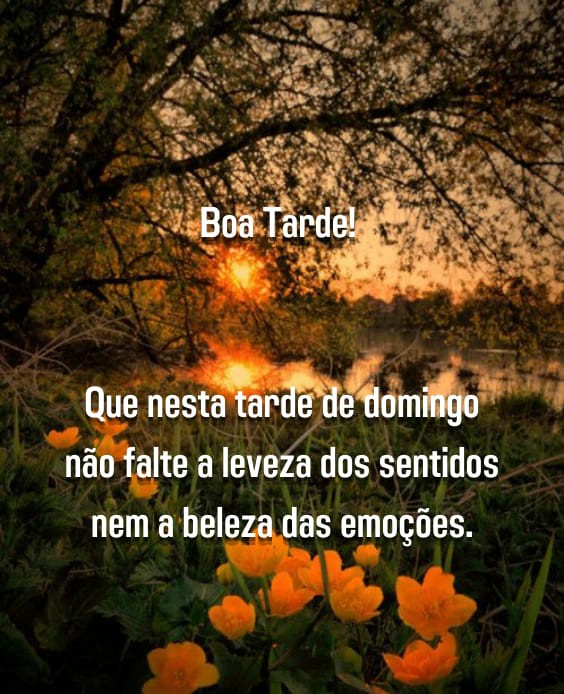 Boa Tarde!
Que nesta tarde de domingo
não falte a leveza dos sentidos
nem a beleza das emoções.